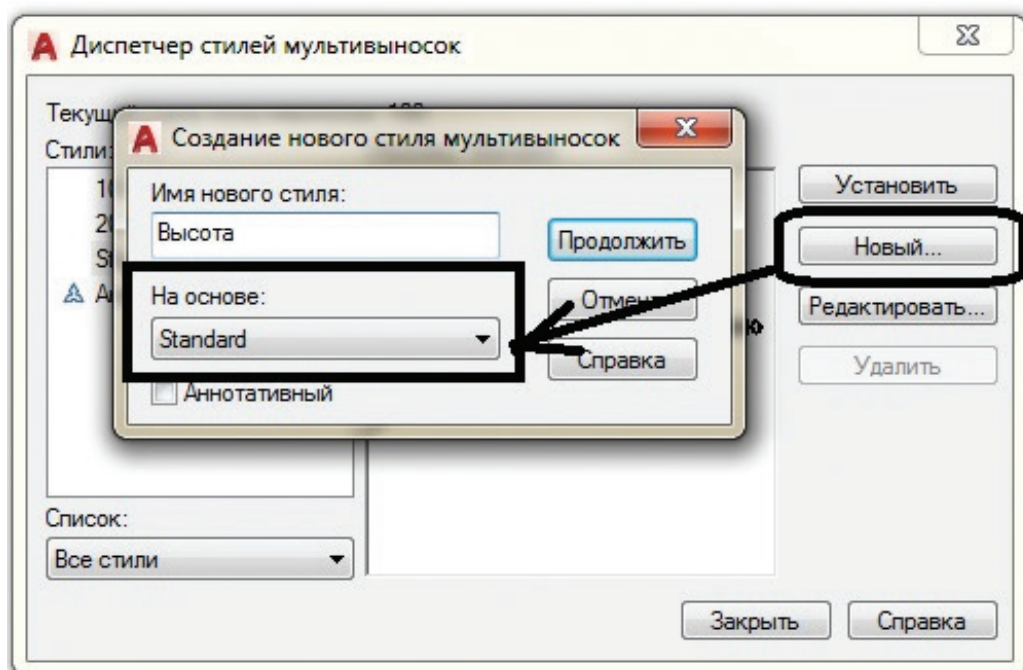 Диспетчер стилей мультивыносок
Стили:
Создание нового стиля мультивыносок
Имя нового стиля:
Высота
Продолжить
На основе:
Standard
Справка
Аннотативный
Установить
Новый...
Редактировать...
Удалить
Список:
Все стили
Закрыть
Справка